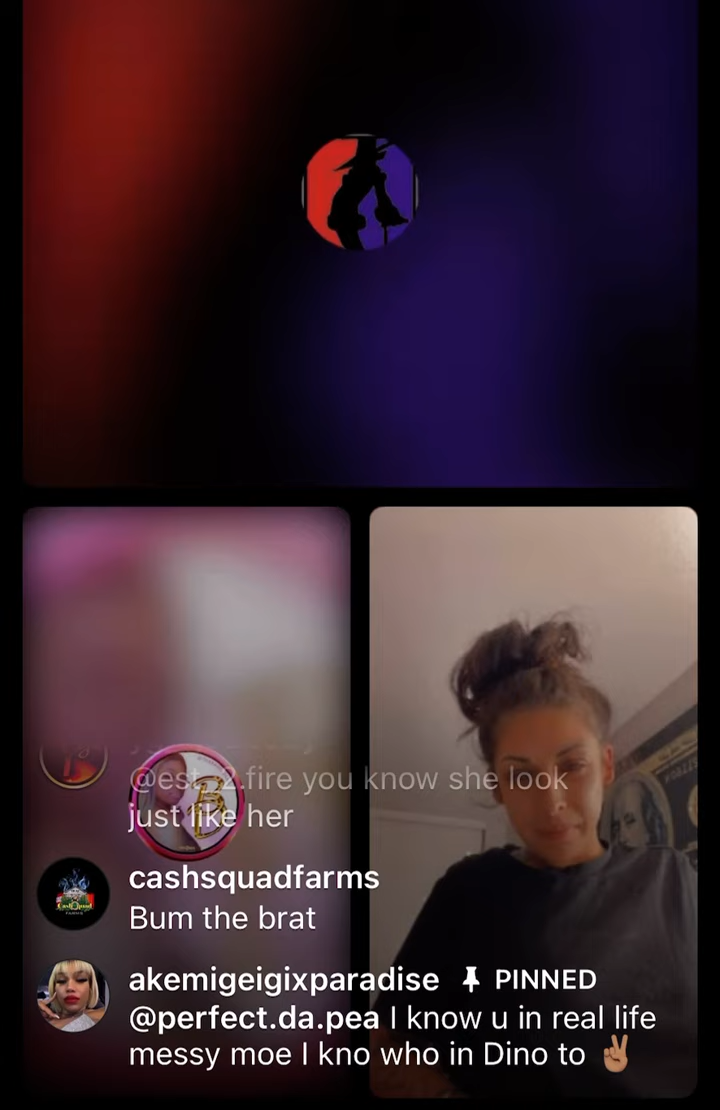 @est_2.fire you know she look
just like her
cashsquadfarms
Bum the brat
akemigeigixparadise PINNED
@perfect.da.pea I know u in real life
messy moe I kno who in Dino to ✌🏽